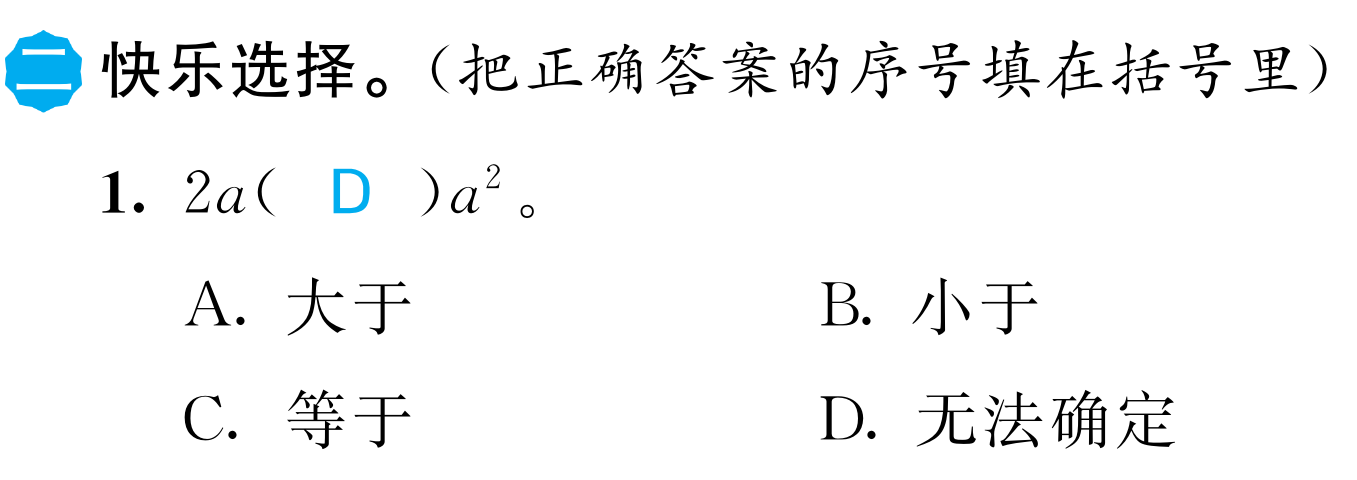 二 快乐选择。(把正确答案的序号填在括号里)
1. 2a( D )a²。
A. 大于 B. 小于
C. 等于 D. 无法确定